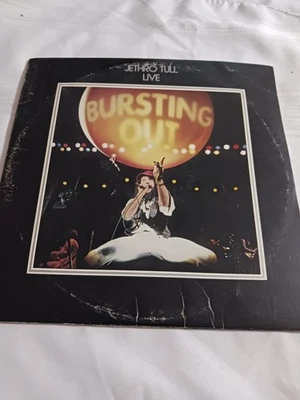 JETHRO TULL
LIVE
BURSTING
OUT